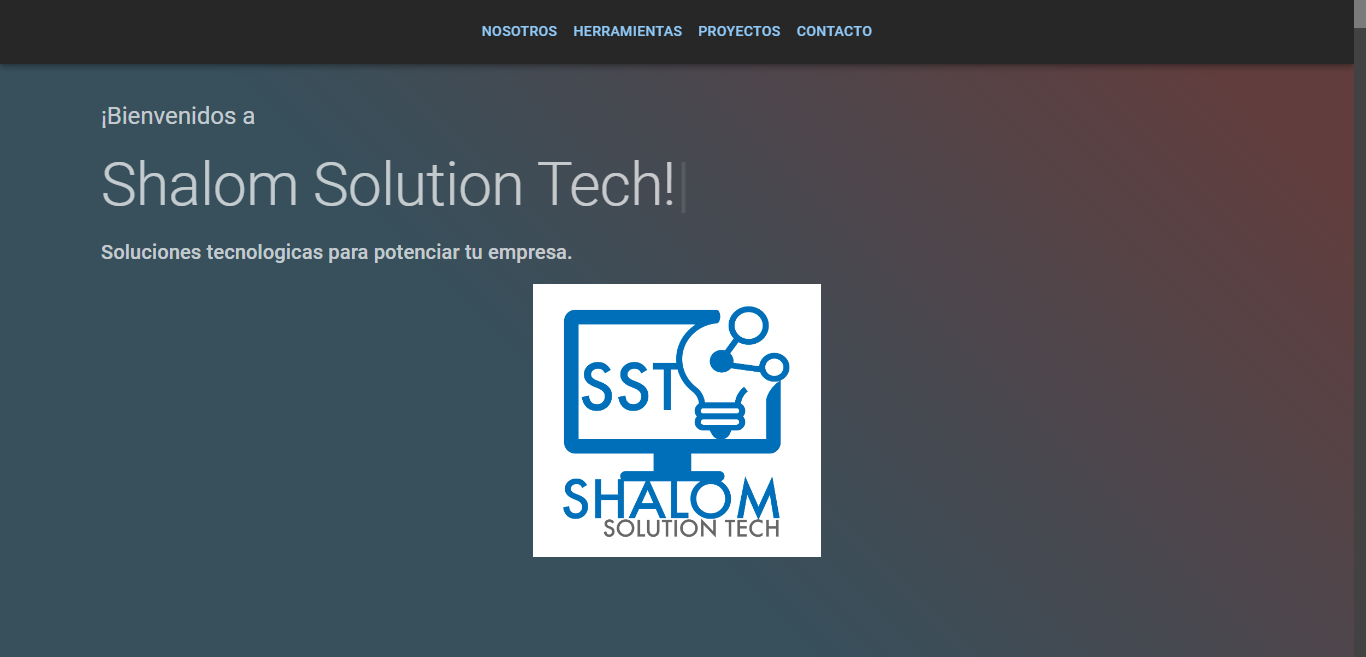 NOSOTROS HERRAMIENTAS PROYECTOS CONTACTO
¡Bienvenidos a
Shalom Solution Tech!
Soluciones tecnologicas para potenciar tu empresa.
SST
SHALOM
SOLUTION TECH